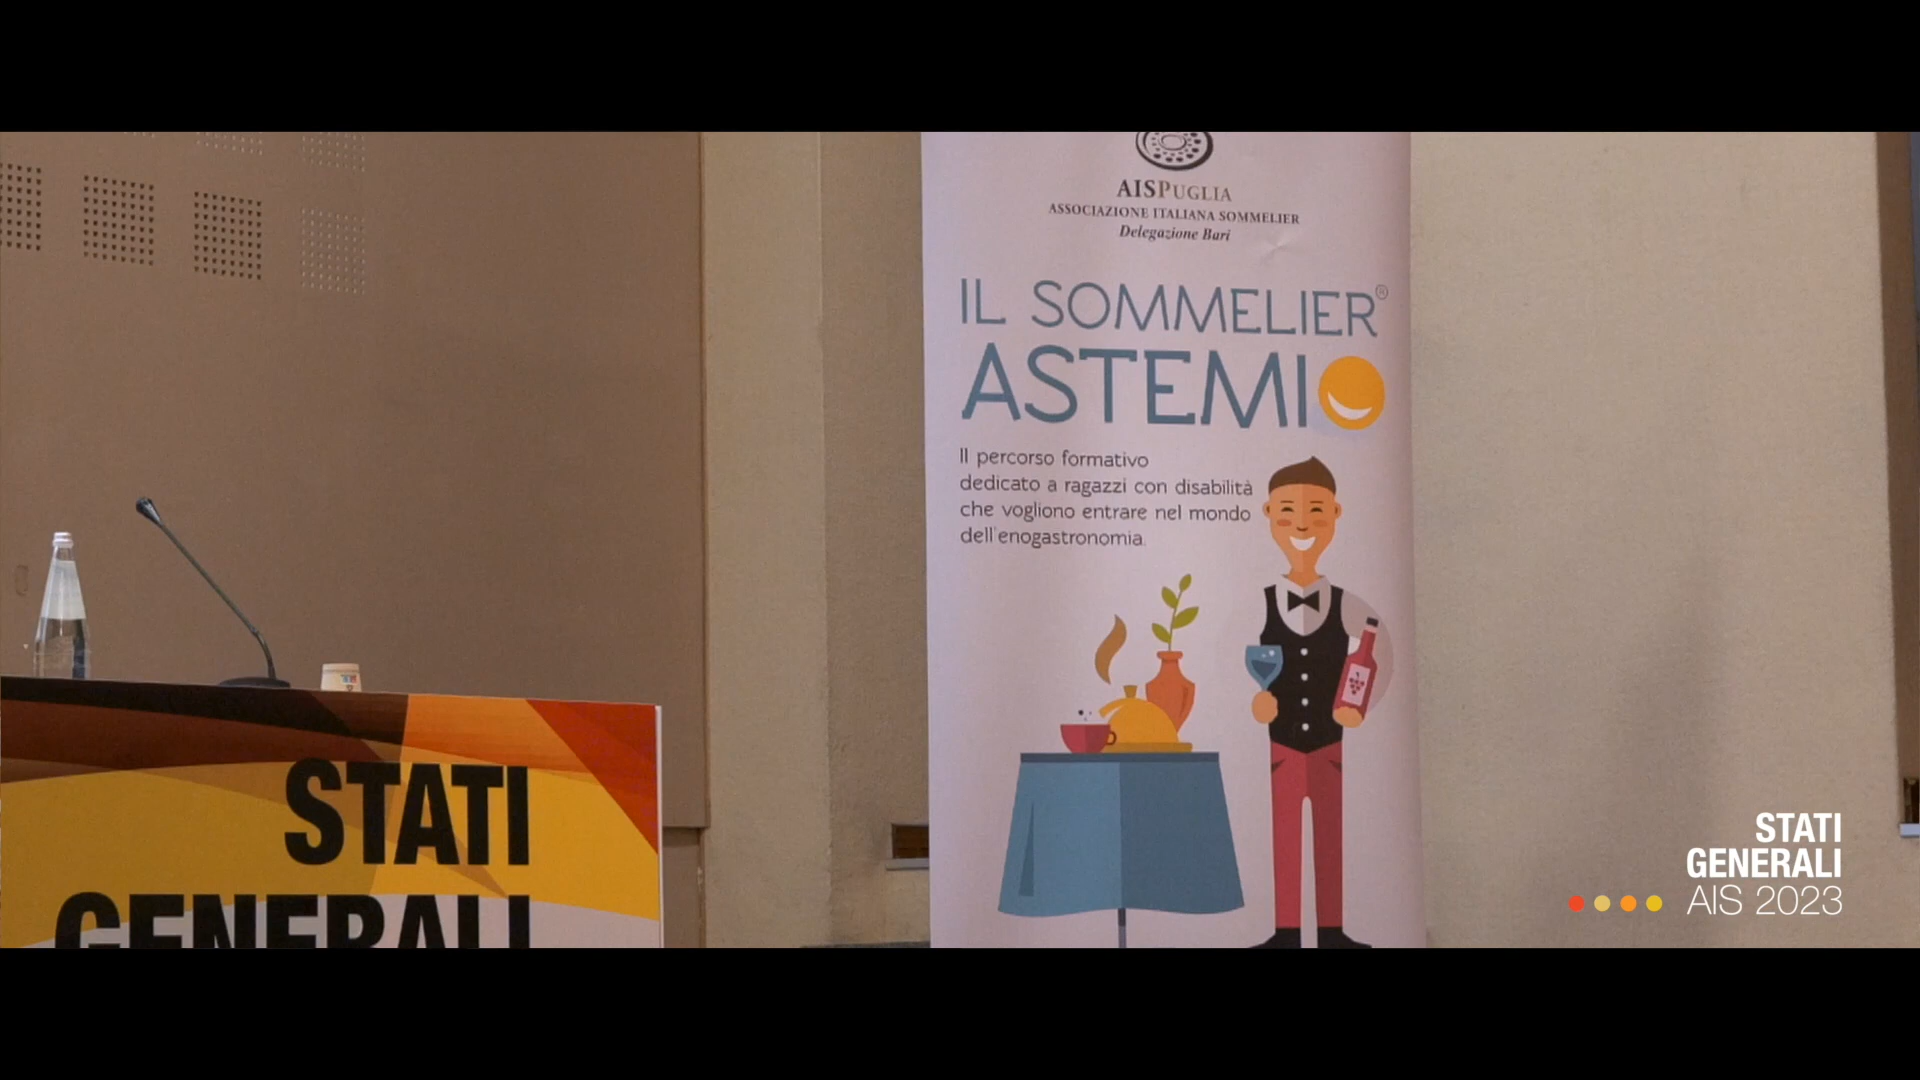 AISPUGLIA
ASSOCIAZIONE ITALIANA SOMMELIER
Delegazione Bari
IL SOMMELIER®
ASTEMIO
Il percorso formativo
dedicato a ragazzi con disabilità
che vogliono entrare nel mondo
dell'enogastronomia.
STATI
GENERALI
STATI
GENERALI
AIS 2023